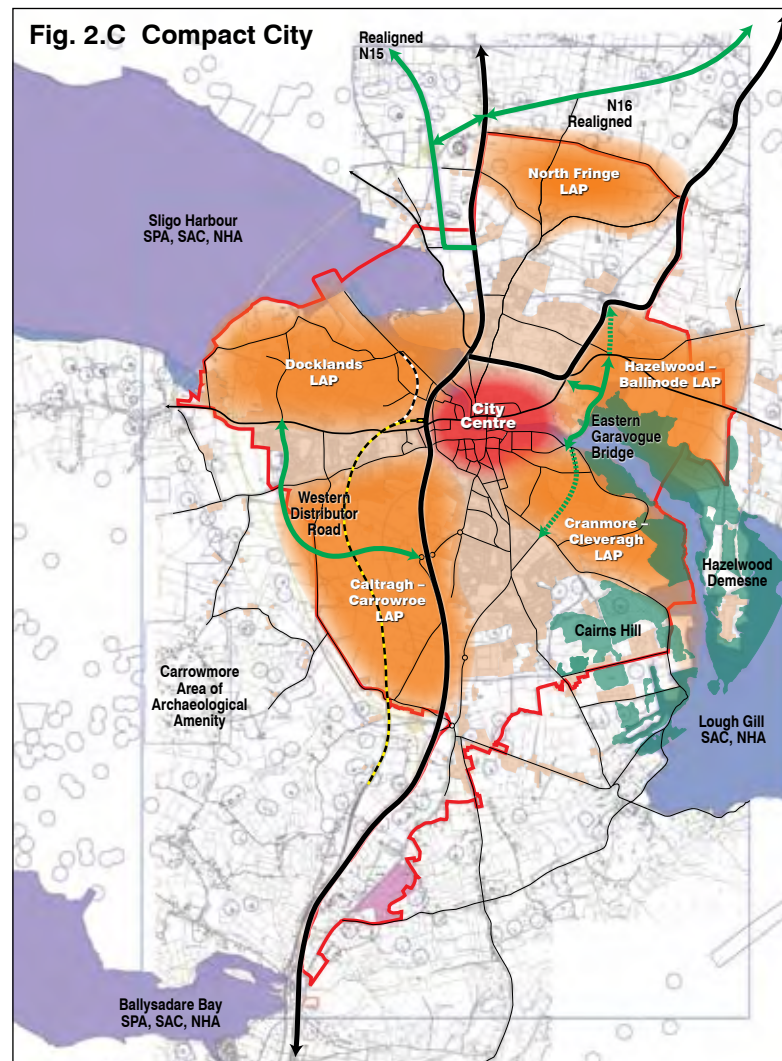 Fig. 2.C Compact City
Realigned
N15
N16
Realigned
North Fringe
LAP
Sligo Harbour
SPA, SAC, NHA
Docklands
LAP
Hazelwood –
Ballinode LAP
City
Centre
Eastern
Garavogue
Bridge
Western
Distributor
Road
Cranmore –
Cleveragh
LAP
Hazelwood
Demesne
Caltragh –
Carrowroe
LAP
Cairns Hill
Carrowmore
Area of
Archaeological
Amenity
Lough Gill
SAC, NHA
Ballysadare Bay
SPA, SAC, NHA